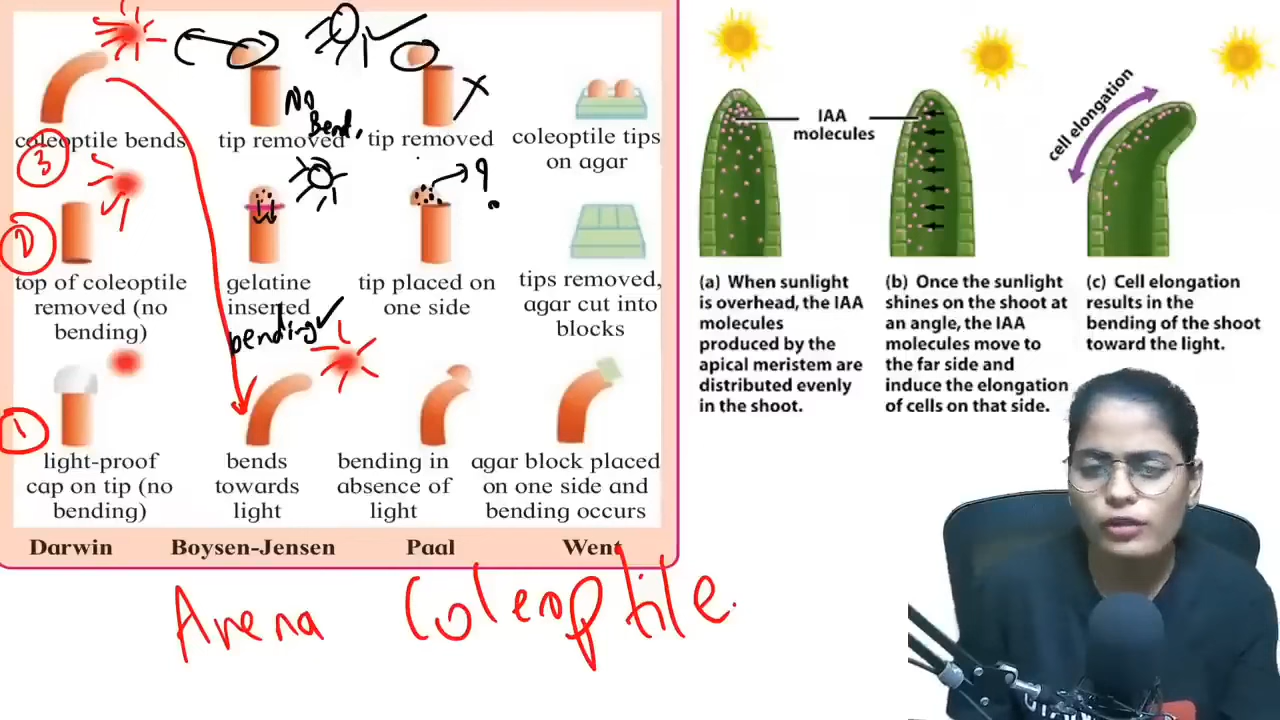 coleoptile bends
③
②
top of coleoptile
removed (no
bending)
①
light-proof
cap on tip (no
bending)
Darwin
No
Bend.
tip removed
gelatine
inserted
bending ✓
bends
towards
light
Boysen-Jensen
✓
X
tip removed
?
tip placed on
one side
bending in
absence of
light
Paal
coleoptile tips
on agar
tips removed,
agar cut into
blocks
agar block placed
on one side and
bending occurs
Went
Avena Coleoptile.
IAA
molecules
cell elongation
(a) When sunlight
is overhead, the IAA
molecules
produced by the
apical meristem are
distributed evenly
in the shoot.
(b) Once the sunlight
shines on the shoot at
an angle, the IAA
molecules move to
the far side and
induce the elongation
of cells on that side.
(c) Cell elongation
results in the
bending of the shoot
toward the light.